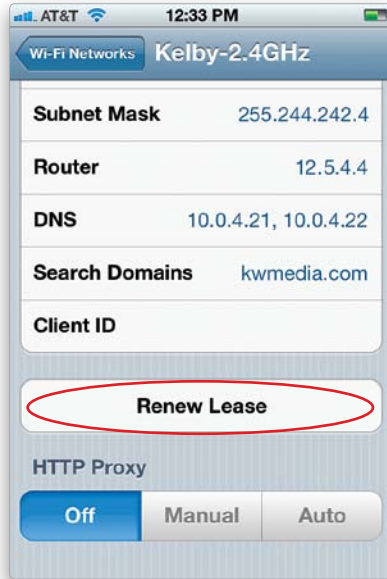 AT&T 12:33 PM
Wi-Fi Networks Kelby-2.4GHz
Subnet Mask 255.244.242.4
Router 12.5.4.4
DNS 10.0.4.21, 10.0.4.22
Search Domains kwmedia.com
Client ID
Renew Lease
HTTP Proxy
Off Manual Auto